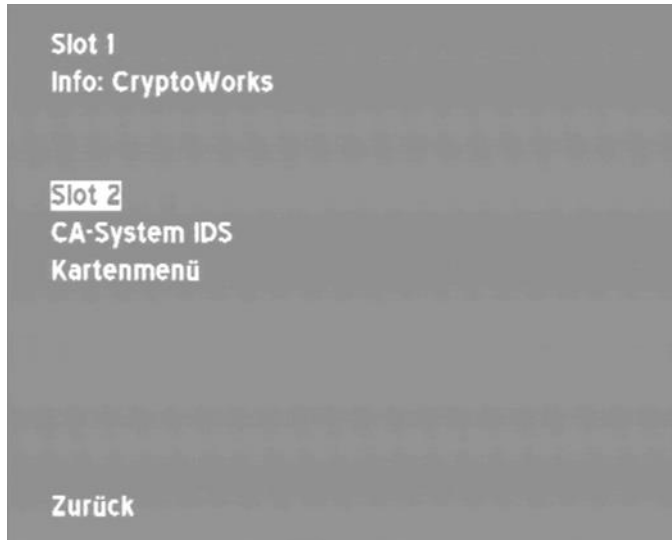 Slot 1
Info: CryptoWorks
Slot 2
CA-System IDS
Kartenmenü
Zurück